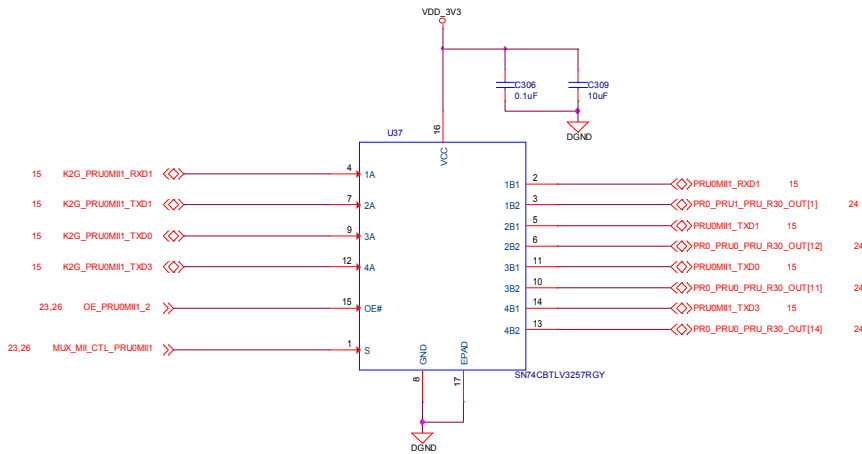 VDD_3V3
C306
0.1uF
C309
10uF
DGND
U37
16
VCC
15 K2G_PRU0MII1_RXD1 4 1A
15 K2G_PRU0MII1_TXD1 7 2A
15 K2G_PRU0MII1_TXD0 9 3A
15 K2G_PRU0MII1_TXD3 12 4A
23,26 OE_PRU0MII1_2 15 OE#
23,26 MUX_MII_CTL_PRU0MII1 1 S
1B1 2 PRU0MII1_RXD1 15
1B2 3 PR0_PRU1_PRU_R30_OUT[1] 24
2B1 5 PRU0MII1_TXD1 15
2B2 6 PR0_PRU0_PRU_R30_OUT[12] 24
3B1 11 PRU0MII1_TXD0 15
3B2 10 PR0_PRU0_PRU_R30_OUT[11] 24
4B1 14 PRU0MII1_TXD3 15
4B2 13 PR0_PRU0_PRU_R30_OUT[14] 24
GND
EPAD
8
17
SN74CBTLV3257RGY
DGND